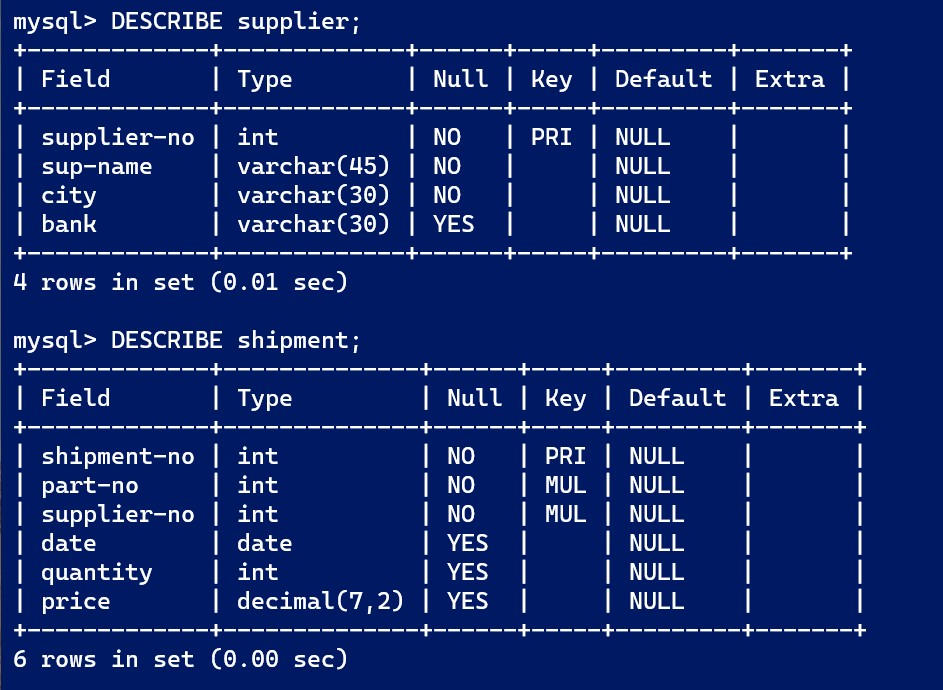 mysql> DESCRIBE supplier;
+-------------+-------------+------+-----+---------+-------+
| Field       | Type        | Null | Key | Default | Extra |
+-------------+-------------+------+-----+---------+-------+
| supplier-no | int         | NO   | PRI | NULL    |       |
| sup-name    | varchar(45) | NO   |     | NULL    |       |
| city        | varchar(30) | NO   |     | NULL    |       |
| bank        | varchar(30) | YES  |     | NULL    |       |
+-------------+-------------+------+-----+---------+-------+
4 rows in set (0.01 sec)

mysql> DESCRIBE shipment;
+-------------+--------------+------+-----+---------+-------+
| Field       | Type         | Null | Key | Default | Extra |
+-------------+--------------+------+-----+---------+-------+
| shipment-no | int          | NO   | PRI | NULL    |       |
| part-no     | int          | NO   | MUL | NULL    |       |
| supplier-no | int          | NO   | MUL | NULL    |       |
| date        | date         | YES  |     | NULL    |       |
| quantity    | int          | YES  |     | NULL    |       |
| price       | decimal(7,2) | YES  |     | NULL    |       |
+-------------+--------------+------+-----+---------+-------+
6 rows in set (0.00 sec)